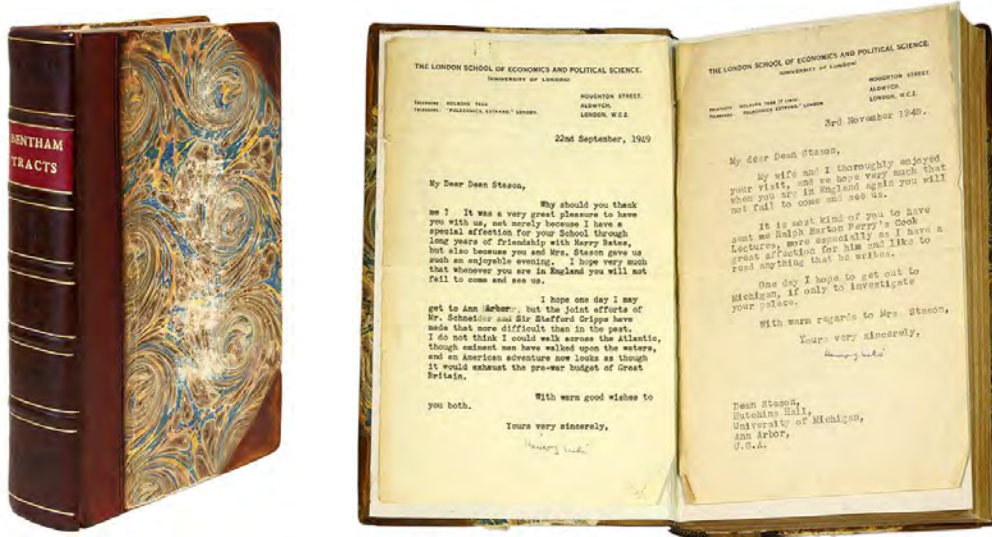 BENTHAM
TRACTS
THE LONDON SCHOOL OF ECONOMICS AND POLITICAL SCIENCE.
(UNIVERSITY OF LONDON)
HOUGHTON STREET,
ALDWYCH,
LONDON, W.C.2.
22nd September, 1949
My Dear Dean Stason,
Why should you thank
me ? It was a very great pleasure to have
you with us, not merely because I have a
special affection for your School through
long years of friendship with Harry Bates,
but also because you and Mrs. Stason gave us
such an enjoyable evening. I hope very much
that whenever you are in England you will not
fail to come and see us.
I hope one day I may
get to Ann Arbor, but the joint efforts of
Mr. Schneider and Sir Stafford Cripps have
made that more difficult than in the past.
I do not think I could walk across the Atlantic,
though eminent men have walked upon the waters,
and an American adventure now looks as though
it would exhaust the pre-war budget of Great
Britain.
With warm good wishes to
you both.
Yours very sincerely,
THE LONDON SCHOOL OF ECONOMICS AND POLITICAL SCIENCE.
(UNIVERSITY OF LONDON)
HOUGHTON STREET,
ALDWYCH,
LONDON, W.C.2.
3rd November 1949.
My dear Dean Stason,
My wife and I thoroughly enjoyed
your visit, and we hope very much that
when you are in England again you will
not fail to come and see us.
It is most kind of you to have
sent me Ralph Barton Perry's Cook
Lectures, more especially as I have a
great affection for him and like to
read anything that he writes.
One day I hope to get out to
Michigan, if only to investigate
your palace.
With warm regards to Mrs. Stason,
Yours very sincerely,
Dean Stason,
Hutchins Hall,
University of Michigan,
Ann Arbor,
U.S.A.